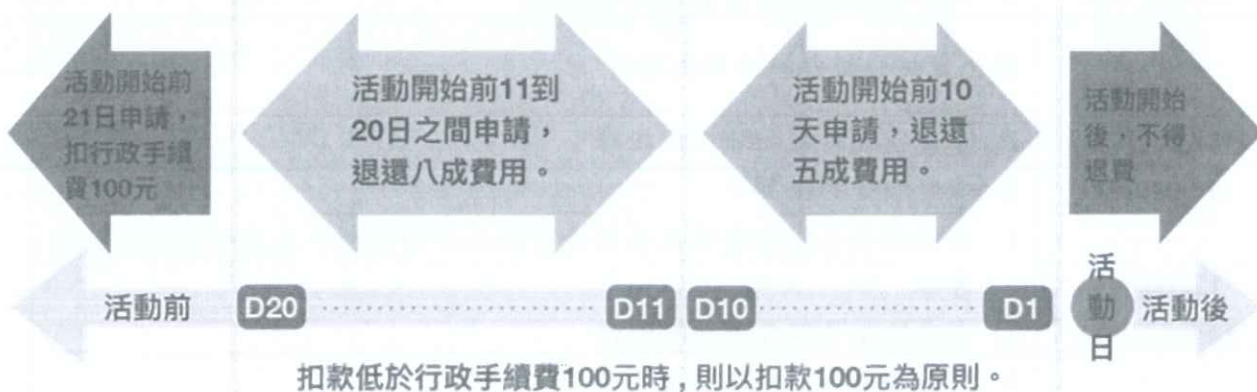 活動開始前
21日申請，
扣行政手續
費100元
活動開始前11到
20日之間申請，
退還八成費用。
活動開始前10
天申請，退還
五成費用。
活動開始
後，不得
退費
活動前
D20
D11
D10
D1
活動日
活動後
扣款低於行政手續費100元時，則以扣款100元為原則。